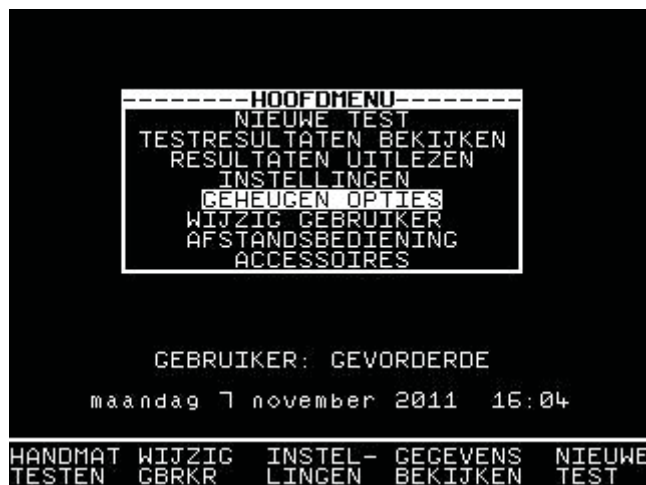 --------HOOFDMENU--------
NIEUWE TEST
TESTRESULTATEN BEKIJKEN
RESULTATEN UITLEZEN
INSTELLINGEN
GEHEUGEN OPTIES
WIJZIG GEBRUIKER
AFSTANDSBEDIENING
ACCESSOIRES
GEBRUIKER: GEVORDERDE
maandag 7 november 2011 16:04
HANDMAT WIJZIG INSTEL- GEGEVENS NIEUWE
TESTEN GBRKR LINGEN BEKIJKEN TEST